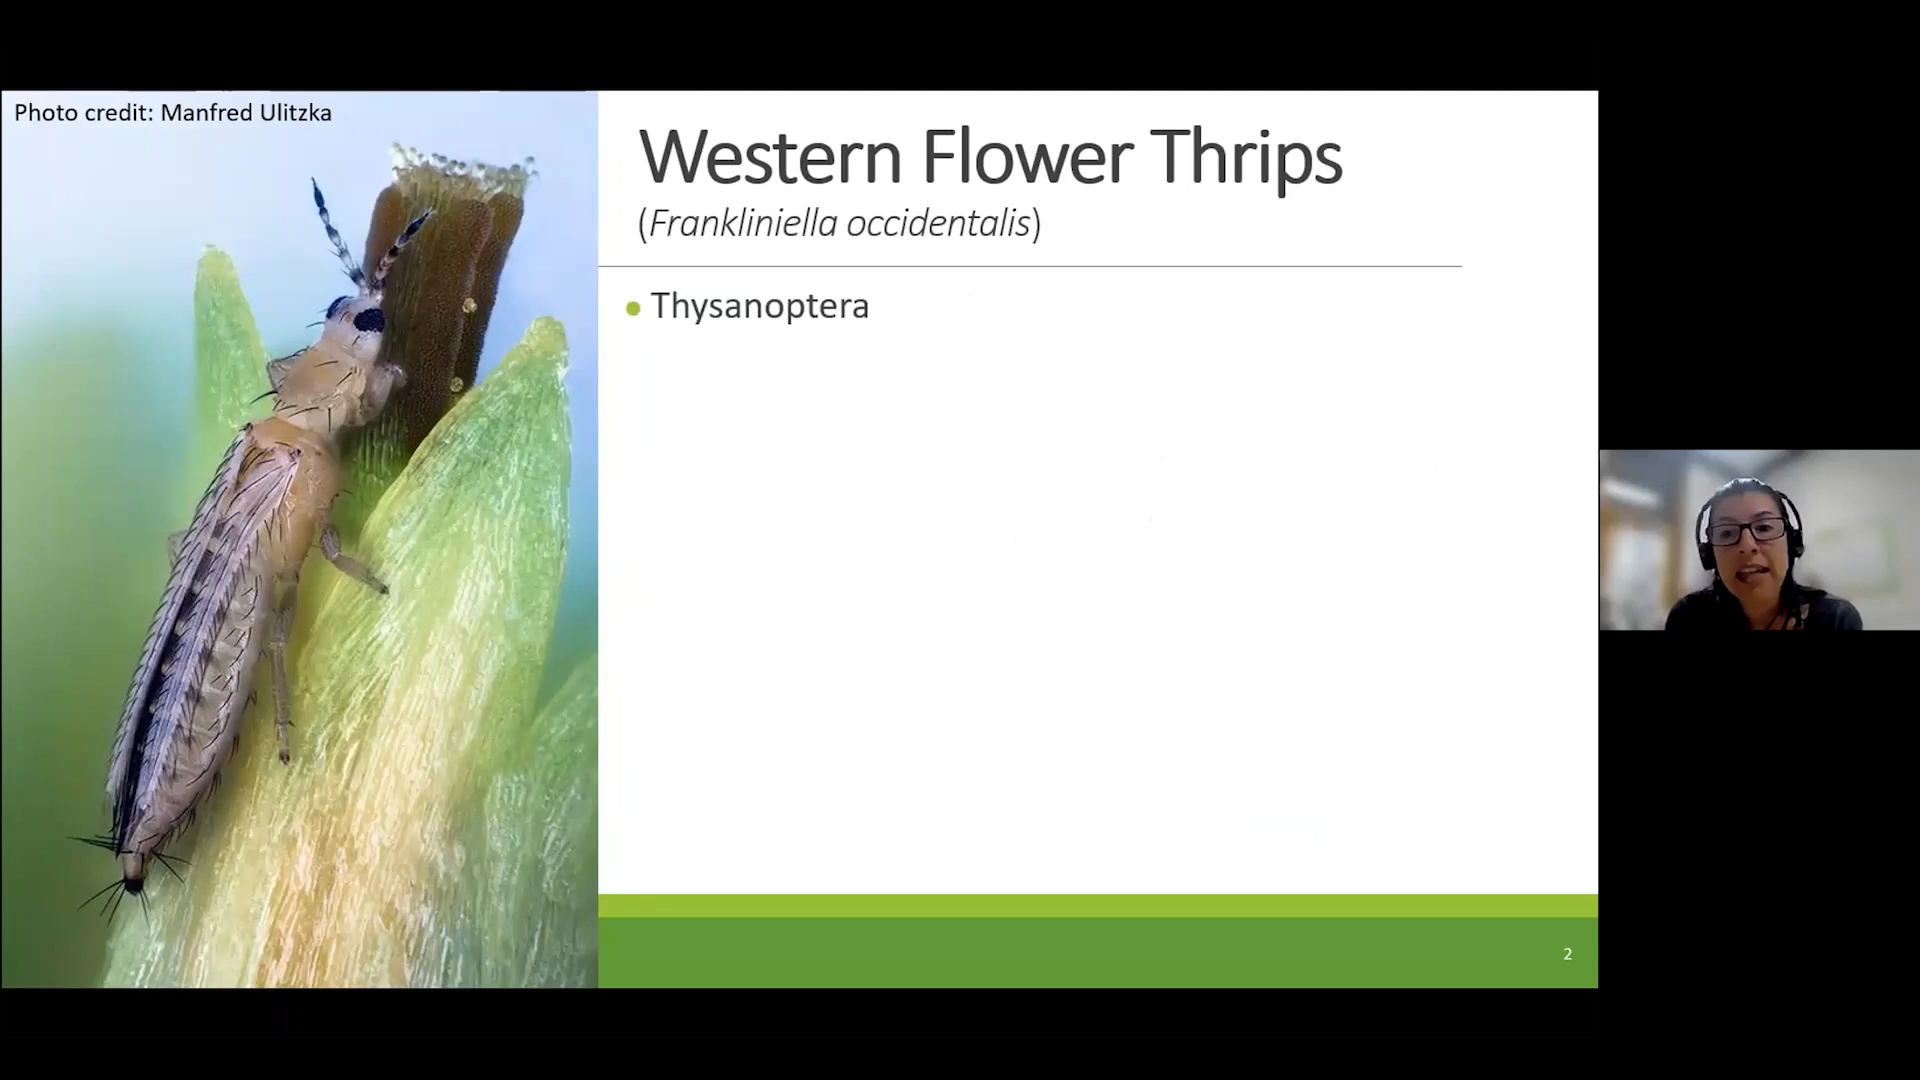 Photo credit: Manfred Ulitzka
Western Flower Thrips
(Frankliniella occidentalis)
Thysanoptera
2